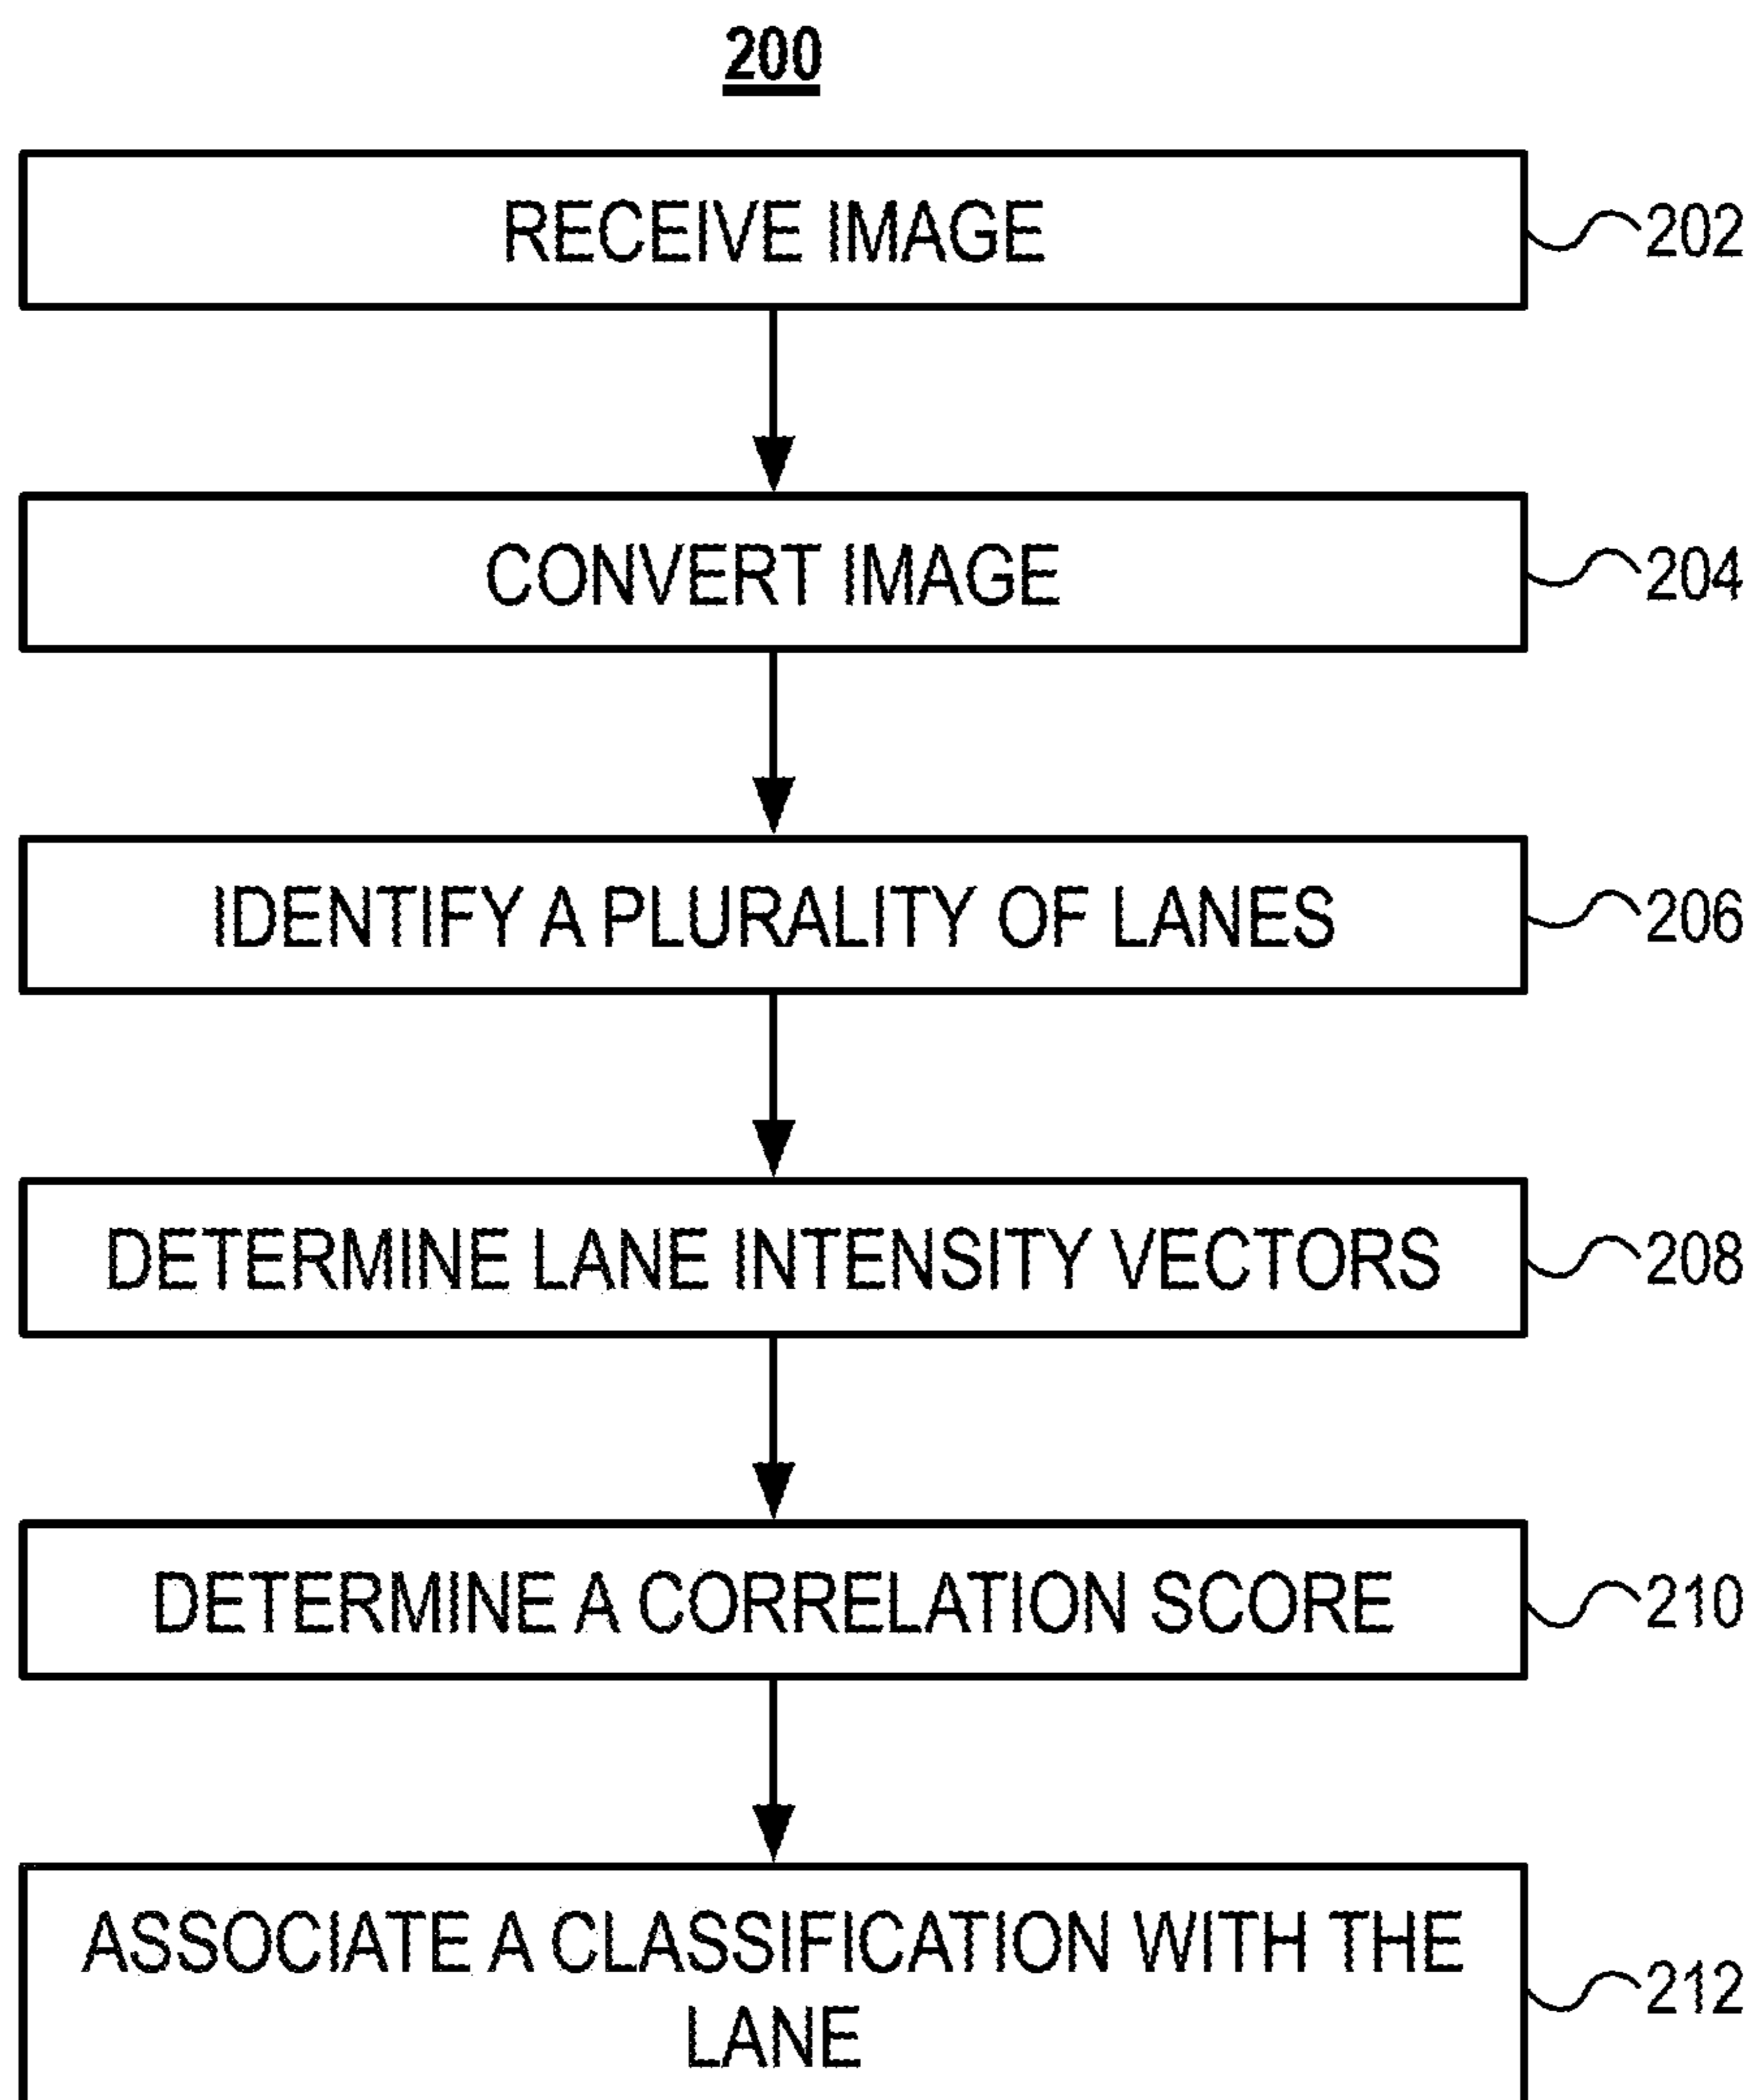 200
RECEIVE IMAGE
202
CONVERT IMAGE
204
IDENTIFY A PLURALITY OF LANES
206
DETERMINE LANE INTENSITY VECTORS
208
DETERMINE A CORRELATION SCORE
210
ASSOCIATE A CLASSIFICATION WITH THE
LANE
212